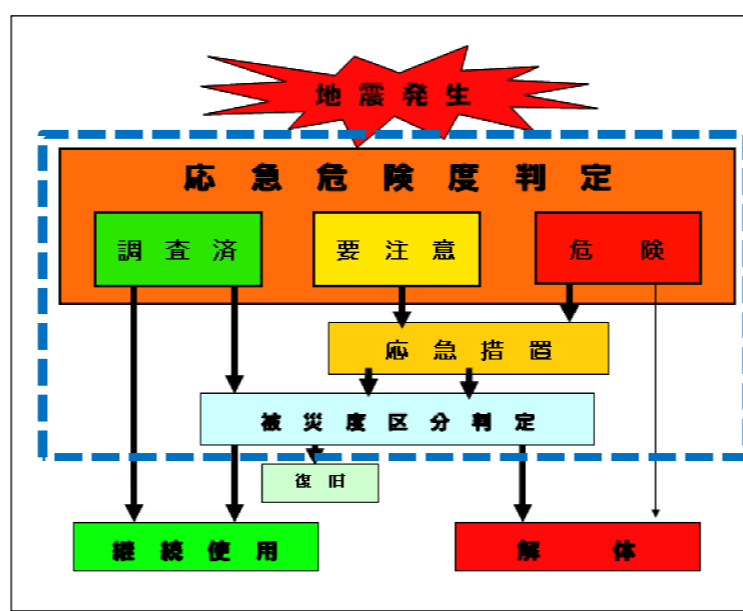 地震発生
応急危険度判定
調査済
要注意
危険
応急措置
被災度区分判定
復旧
継続使用
解体